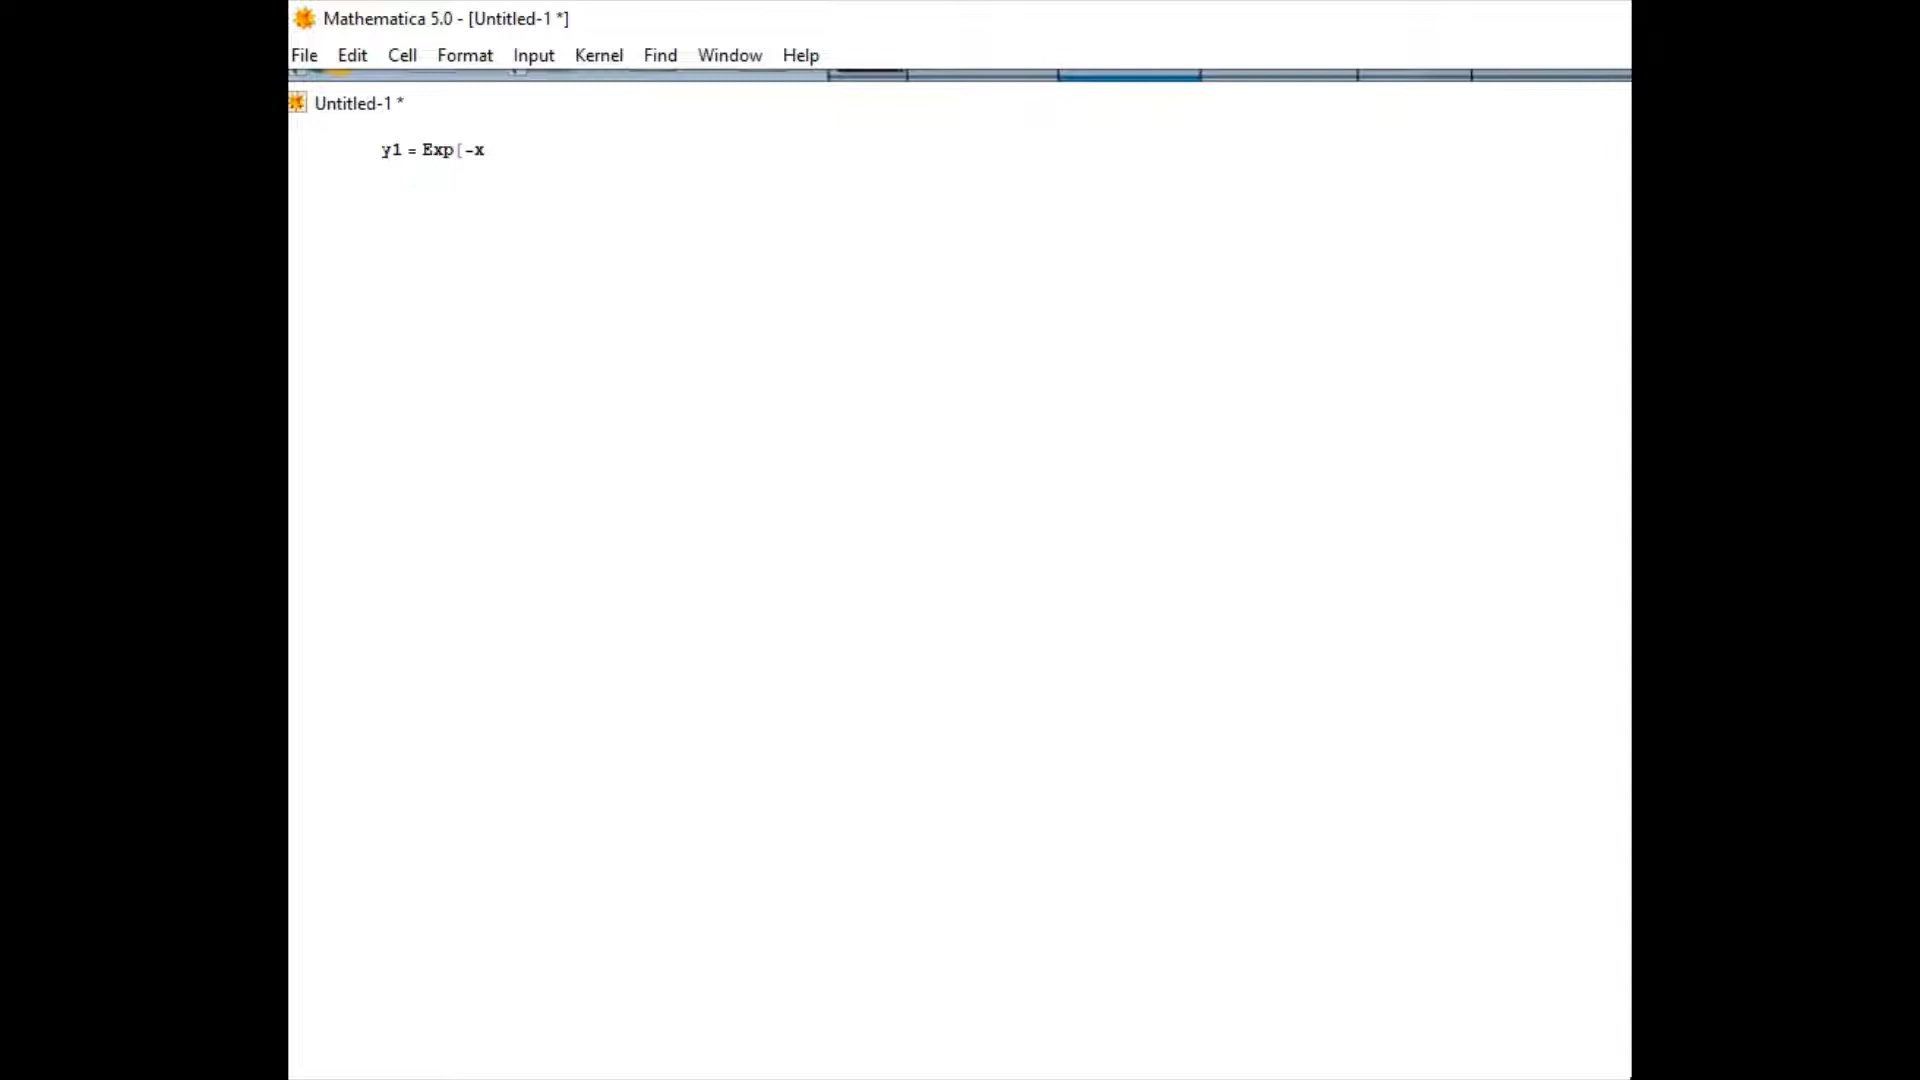 Mathematica 5.0 - [Untitled-1 *]
File Edit Cell Format Input Kernel Find Window Help
Untitled-1 *
y1 = Exp[-x